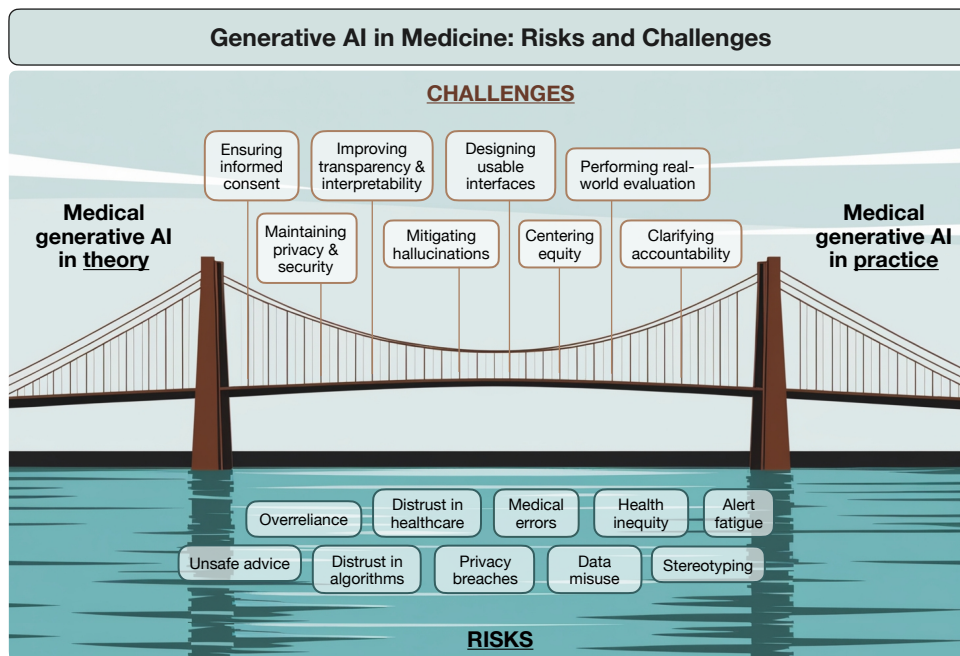 Generative AI in Medicine: Risks and Challenges
CHALLENGES
Ensuring
informed
consent
Improving
transparency &
interpretability
Designing
usable
interfaces
Performing real-
world evaluation
Medical
generative AI
in theory
Maintaining
privacy &
security
Mitigating
hallucinations
Centering
equity
Clarifying
accountability
Medical
generative AI
in practice
Overreliance
Distrust in
healthcare
Medical
errors
Health
inequity
Alert
fatigue
Unsafe advice
Distrust in
algorithms
Privacy
breaches
Data
misuse
Stereotyping
RISKS